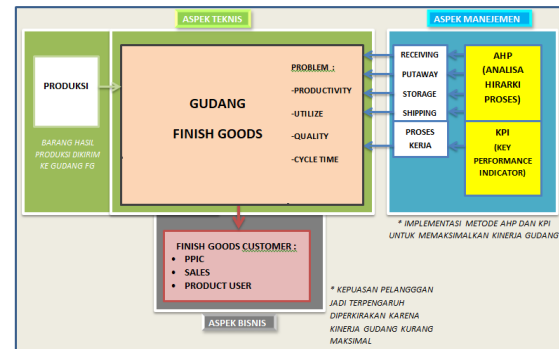 ASPEK TEKNIS
ASPEK MANEJEMEN
PRODUKSI
BARANG HASIL
PRODUKSI DIKIRIM
KE GUDANG FG
GUDANG
FINISH GOODS
PROBLEM :
-PRODUCTIVITY
-UTILIZE
-QUALITY
-CYCLE TIME
RECEIVING
PUTAWAY
STORAGE
SHIPPING
PROSES
KERJA
AHP
(ANALISA
HIRARKI
PROSES)
KPI
(KEY
PERFORMANCE
INDICATOR)
* IMPLEMENTASI METODE AHP DAN KPI
UNTUK MEMAKSIMALKAN KINERJA GUDANG
FINISH GOODS CUSTOMER :
• PPIC
• SALES
• PRODUCT USER
ASPEK BISNIS
* KEPUASAN PELANGGGAN
JADI TERPENGARUH
DIPERKIRAKAN KARENA
KINERJA GUDANG KURANG
MAKSIMAL